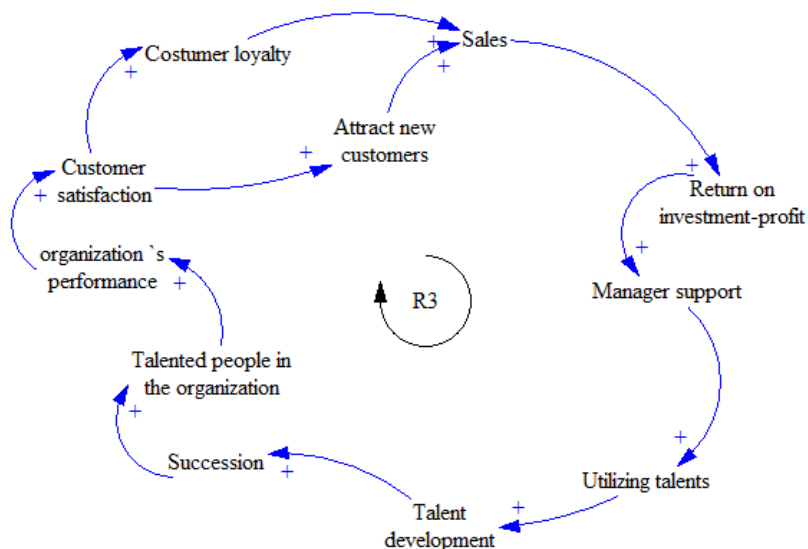 Costumer loyalty
+
Sales
+
+
Attract new
customers
+
Customer
satisfaction
+
+
Return on
investment-profit
organization `s
performance
+
+
Manager support
R3
Talented people in
the organization
+
Succession
+
+
Utilizing talents
Talent
development
+